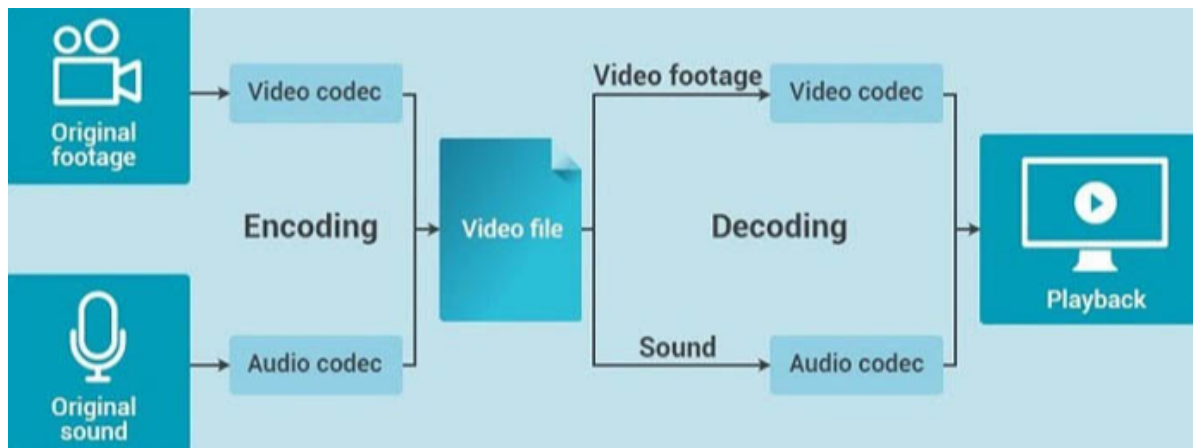 Original
footage
Video codec
Encoding
Audio codec
Original
sound
Video file
Video footage
Video codec
Decoding
Sound
Audio codec
Playback